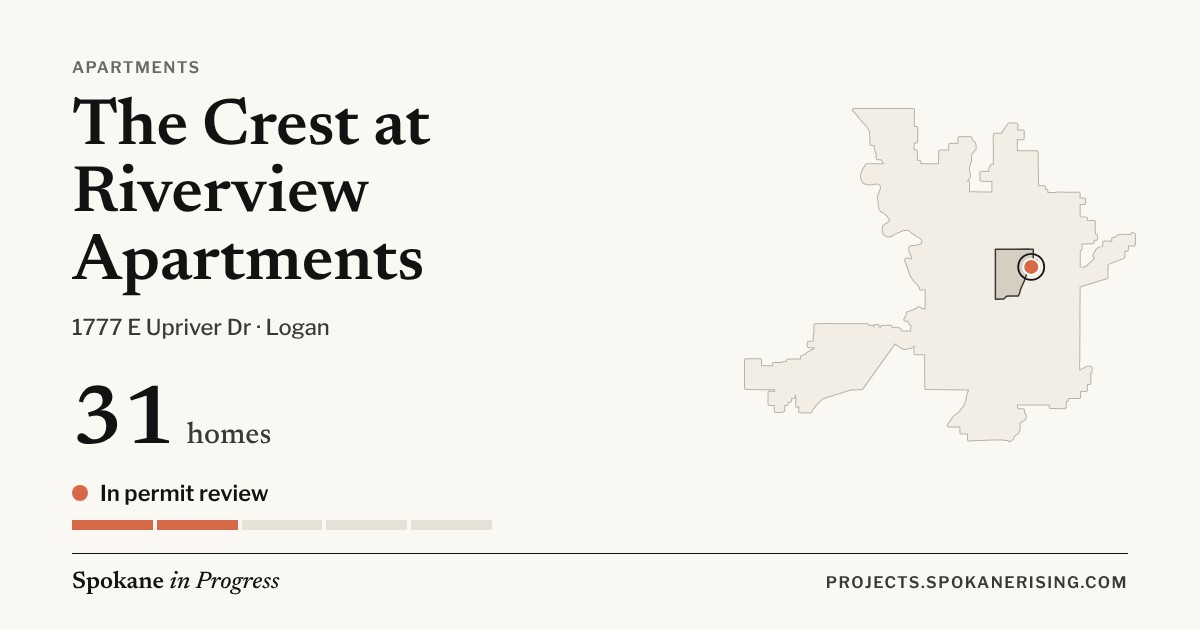 APARTMENTS
The Crest at
Riverview
Apartments
1777 E Upriver Dr · Logan
31 homes
In permit review
Spokane in Progress
PROJECTS.SPOKANERISING.COM